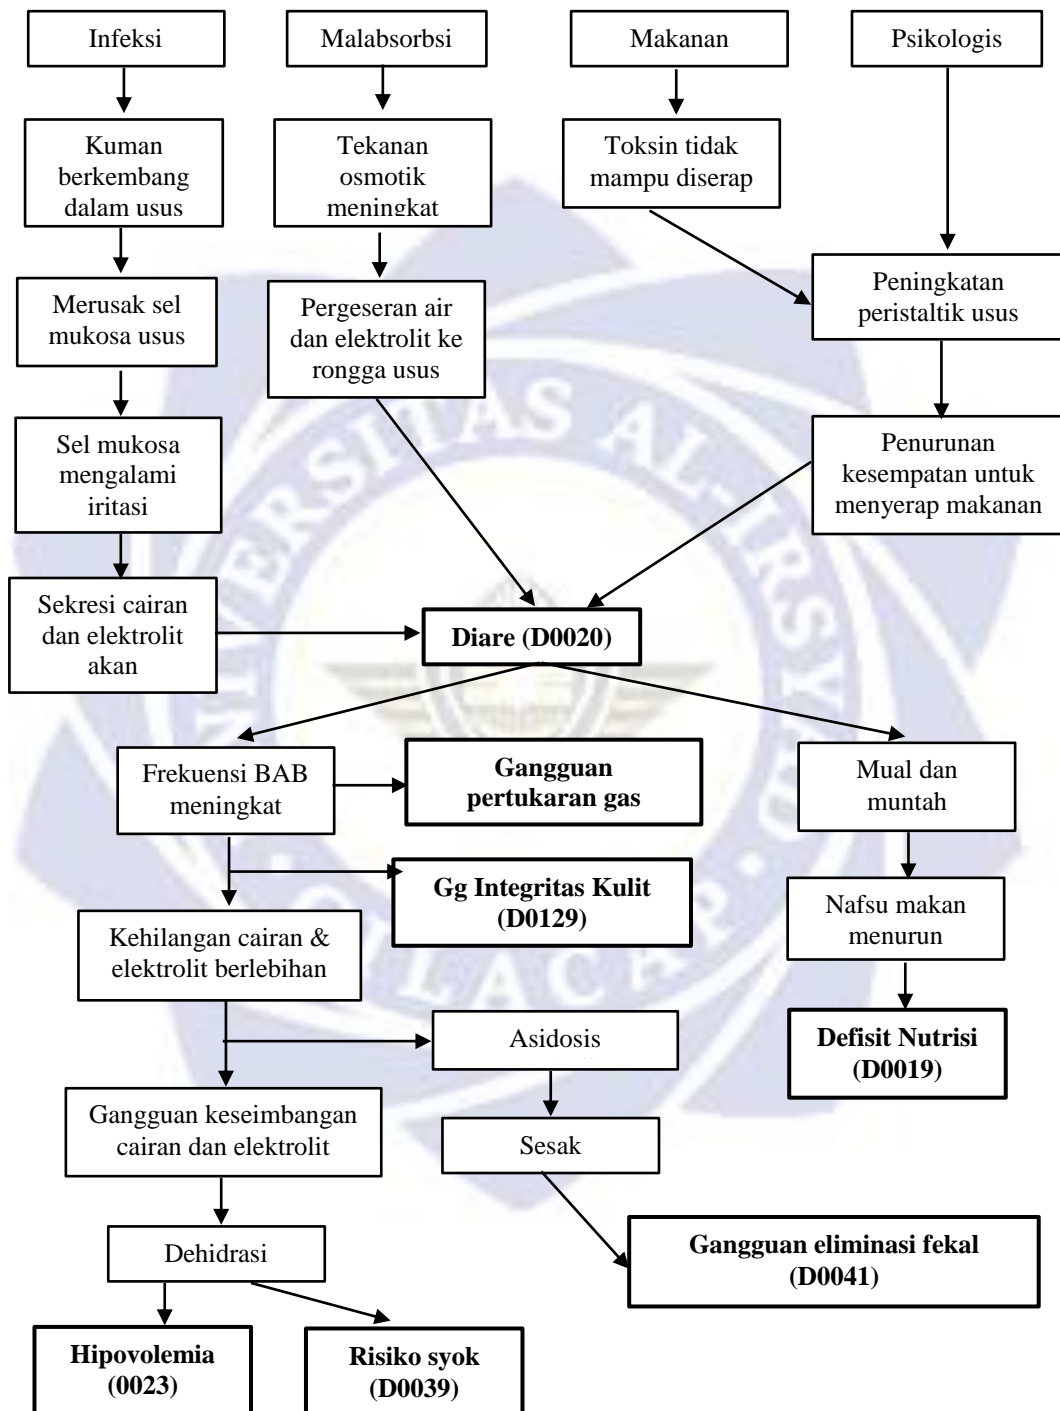 Infeksi
Malabsorbsi
Makanan
Psikologis
Kuman
berkembang
dalam usus
Tekanan
osmotik
meningkat
Toksin tidak
mampu diserap
Merusak sel
mukosa usus
Pergeseran air
dan elektrolit ke
rongga usus
Peningkatan
peristaltik usus
Sel mukosa
mengalami
iritasi
Penurunan
kesempatan untuk
menyerap makanan
Sekresi cairan
dan elektrolit
akan
Diare (D0020)
Frekuensi BAB
meningkat
Gangguan
pertukaran gas
Mual dan
muntah
Gg Integritas Kulit
(D0129)
Nafsu makan
menurun
Kehilangan cairan &
elektrolit berlebihan
Asidosis
Defisit Nutrisi
(D0019)
Gangguan keseimbangan
cairan dan elektrolit
Sesak
Dehidrasi
Gangguan eliminasi fekal
(D0041)
Hipovolemia
(0023)
Risiko syok
(D0039)
UNIVERSITAS AL-IRSYAD
CILACAP